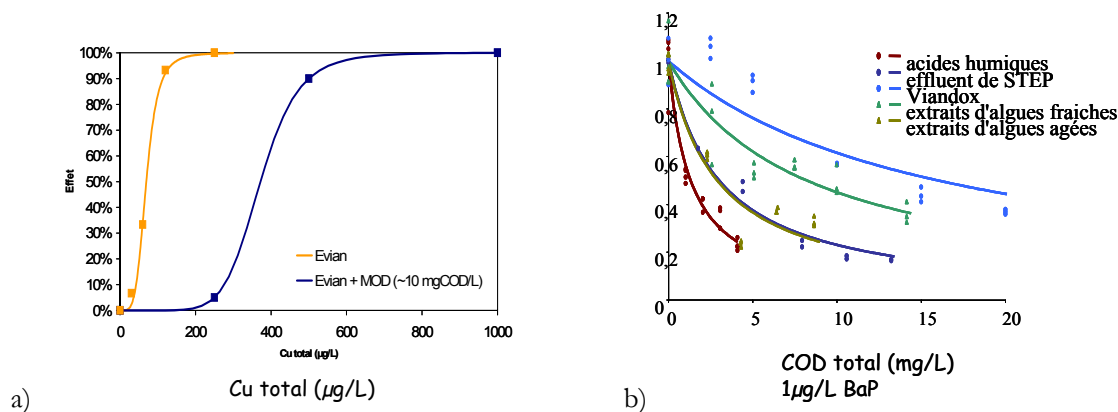 100%
90%
80%
70%
60%
50%
40%
30%
20%
10%
0%
Effet
Evian
Evian + MOD (~10 mgCOD/L)
0 200 400 600 800 1000
Cu total (µg/L)
Cu total (µg/L)
a)
1,2
1
0,8
0,6
0,4
0,2
0
acides humiques
effluent de STEP
Viandox
extraits d'algues fraiches
extraits d'algues agées
0 5 10 15 20
COD total (mg/L)
1µg/L BaP
b)